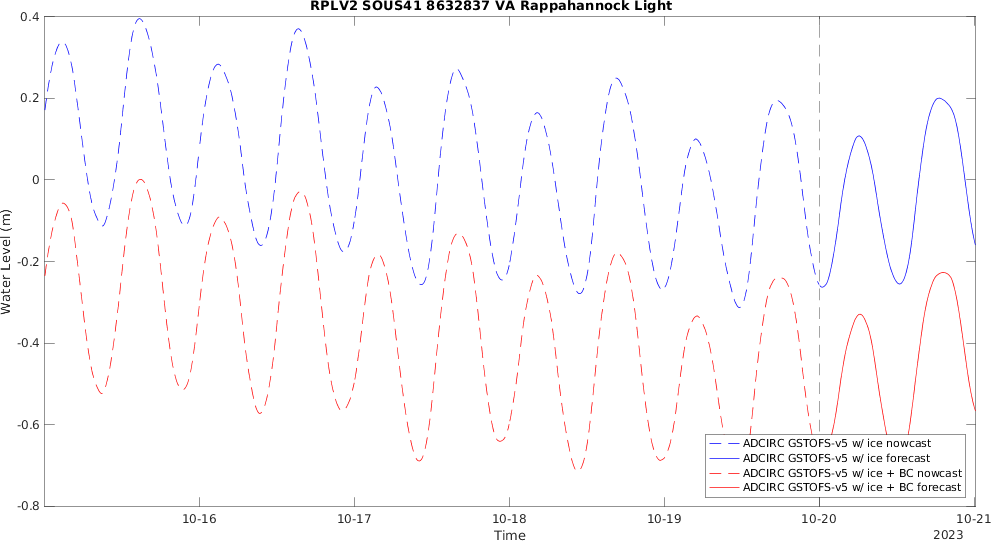 RPLV2 SOUS41 8632837 VA Rappahannock Light
0.4
0.2
0
-0.2
-0.4
-0.6
-0.8
Water Level (m)
ADCIRC GSTOFS-v5 w/ ice nowcast
ADCIRC GSTOFS-v5 w/ ice forecast
ADCIRC GSTOFS-v5 w/ ice + BC nowcast
ADCIRC GSTOFS-v5 w/ ice + BC forecast
10-16 10-17 10-18 10-19 10-20 10-21
Time
2023